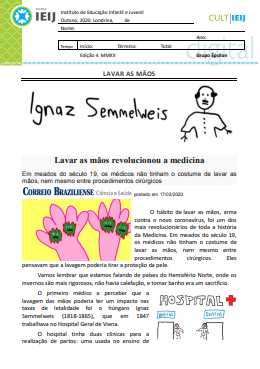 ESCOLA
IEIJ
Instituto de Educação Infantil e Juvenil
Outono, 2020. Londrina, de
CULT IEIJ
Nome:
Ano:
Tempo Início: Término: Total:
Edição 4 MMXX Grupo Epsilon
digital
LAVAR AS MÃOS
Ignaz Semmelweis
Lavar as mãos revolucionou a medicina
Em meados do século 19, os médicos não tinham o costume de lavar as
mãos, nem mesmo entre procedimentos cirúrgicos
CORREIO BRAZILIENSE Ciência e Saúde postado em 17/03/2020
O hábito de lavar as mãos, arma
contra o novo coronavírus, foi um dos
mais revolucionários de toda a história
da Medicina. Em meados do século 19,
os médicos não tinham o costume de
lavar as mãos, nem mesmo entre
procedimentos cirúrgicos. Eles
pensavam que a lavagem poderia tirar a proteção da pele.
Vamos lembrar que estamos falando de países do Hemisfério Norte, onde os
invernos são mais rigorosos, não havia calefação, e tomar banho era um sacrifício.
O primeiro médico a perceber que a
lavagem das mãos poderia ter um impacto nas
taxas de letalidade foi o húngaro Ignaz
Semmelweis (1818-1865), que em 1847
trabalhava no Hospital Geral de Viena.
HOSPITAL
O hospital tinha duas clínicas para a
realização de partos: uma usada no ensino de